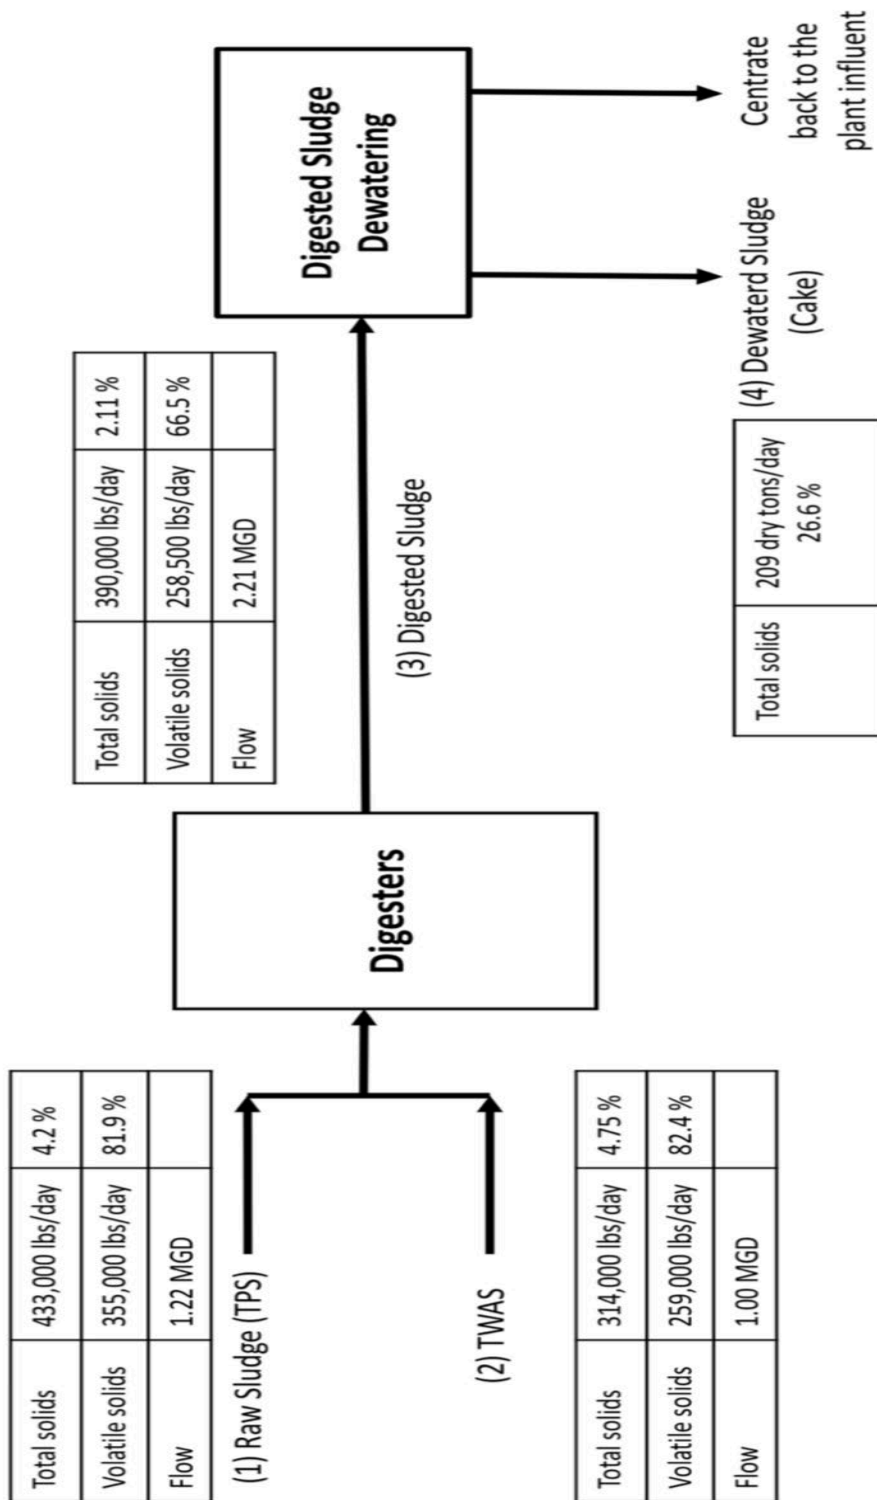 Total solids 433,000 lbs/day 4.2 %
Volatile solids 355,000 lbs/day 81.9 %
Flow 1.22 MGD
(1) Raw Sludge (TPS)
(2) TWAS
Total solids 314,000 lbs/day 4.75 %
Volatile solids 259,000 lbs/day 82.4 %
Flow 1.00 MGD
Digesters
Total solids 390,000 lbs/day 2.11 %
Volatile solids 258,500 lbs/day 66.5 %
Flow 2.21 MGD
(3) Digested Sludge
Digested Sludge
Dewatering
(4) Dewaterd Sludge
(Cake)
Total solids 209 dry tons/day
26.6 %
Centrate
back to the
plant influent